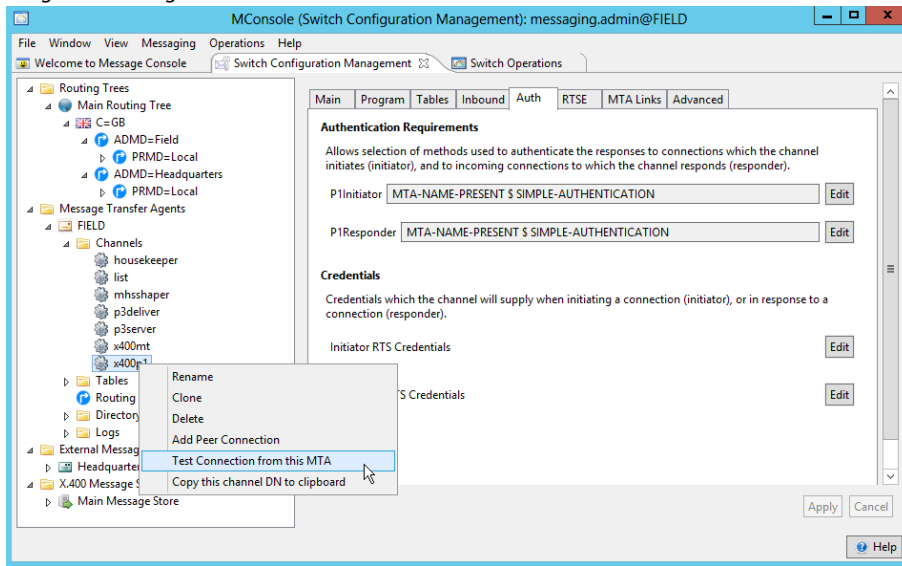 MConsole (Switch Configuration Management): messaging.admin@FIELD
File Window View Messaging Operations Help
Welcome to Message Console Switch Configuration Management Switch Operations
Routing Trees
Main Routing Tree
C=GB
ADMD=Field
PRMD=Local
ADMD=Headquarters
PRMD=Local
Message Transfer Agents
FIELD
Channels
housekeeper
list
mhsshaper
p3deliver
p3server
x400mt
x400p1
Tables
Routing
Directory
Logs
External Messag
Headquarter
X.400 Message S
Main Message Store
Rename
Clone
Delete
Add Peer Connection
Test Connection from this MTA
Copy this channel DN to clipboard
Main Program Tables Inbound Auth RTSE MTA Links Advanced
Authentication Requirements
Allows selection of methods used to authenticate the responses to connections which the channel
initiates (initiator), and to incoming connections to which the channel responds (responder).
P1Initiator MTA-NAME-PRESENT $ SIMPLE-AUTHENTICATION Edit
P1Responder MTA-NAME-PRESENT $ SIMPLE-AUTHENTICATION Edit
Credentials
Credentials which the channel will supply when initiating a connection (initiator), or in response to a
connection (responder).
Initiator RTS Credentials Edit
S Credentials Edit
Apply Cancel
Help